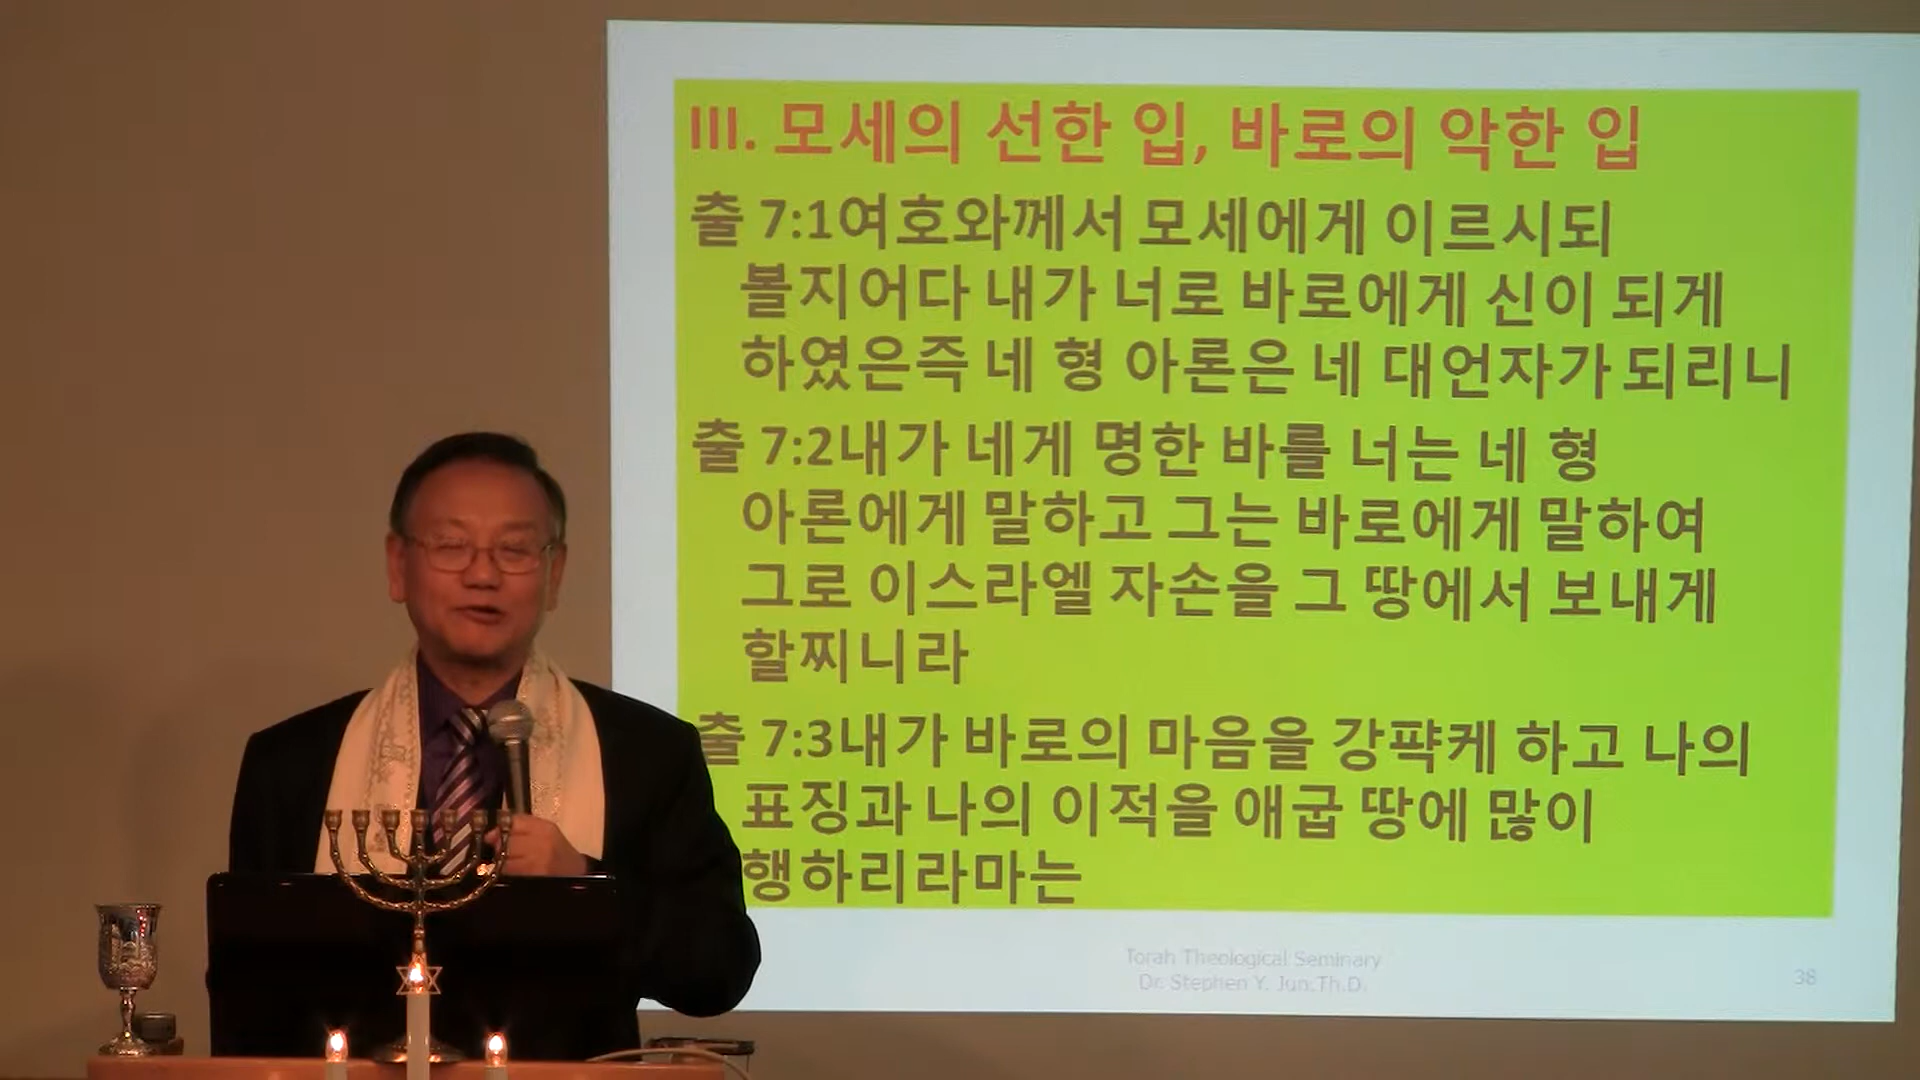 III. 모세의 선한 입, 바로의 악한 입
출 7:1여호와께서 모세에게 이르시되
볼지어다 내가 너로 바로에게 신이 되게
하였은즉 네 형 아론은 네 대언자가 되리니
출 7:2내가 네게 명한 바를 너는 네 형
아론에게 말하고 그는 바로에게 말하여
그로 이스라엘 자손을 그 땅에서 보내게
할찌니라
출 7:3내가 바로의 마음을 강퍅케 하고 나의
표징과 나의 이적을 애굽 땅에 많이
행하리라마는
Torah Theological Seminary
Dr. Stephen Y. Jun.Th.D.
38